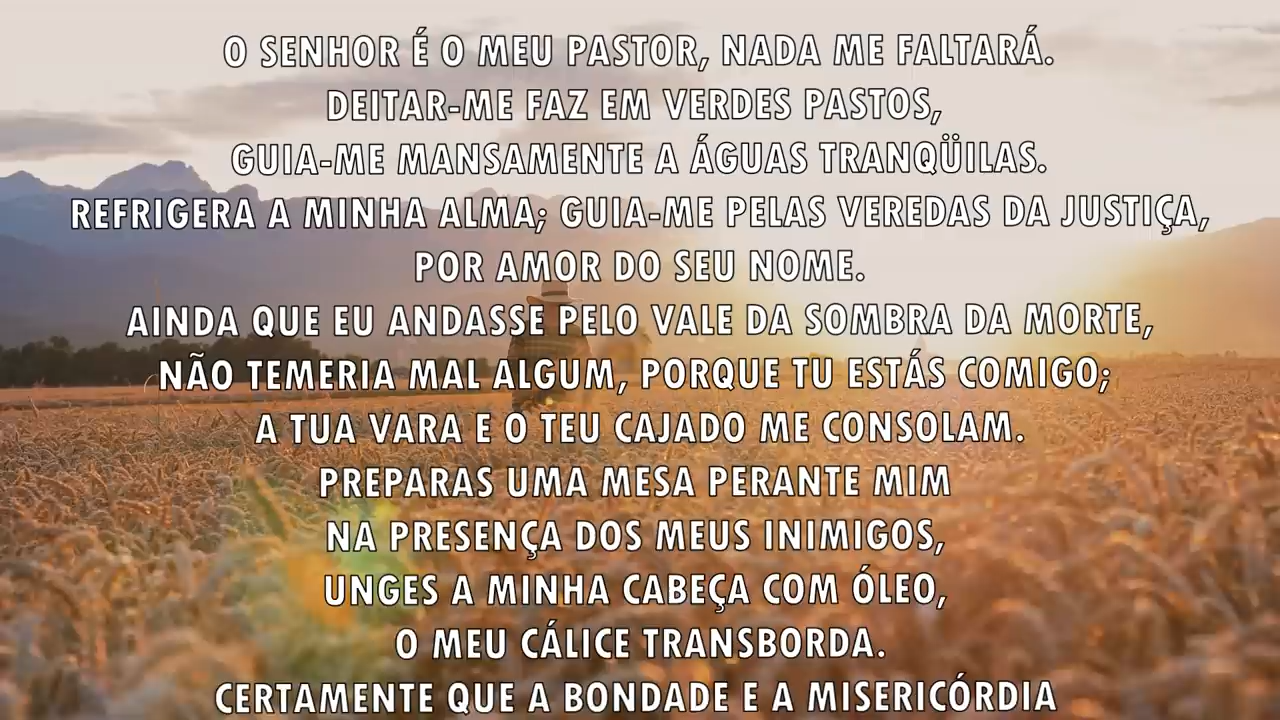 O SENHOR É O MEU PASTOR, NADA ME FALTARÁ.
DEITAR-ME FAZ EM VERDES PASTOS,
GUIA-ME MANSAMENTE A ÁGUAS TRANQÜILAS.
REFRIGERA A MINHA ALMA; GUIA-ME PELAS VEREDAS DA JUSTIÇA,
POR AMOR DO SEU NOME.
AINDA QUE EU ANDASSE PELO VALE DA SOMBRA DA MORTE,
NÃO TEMERIA MAL ALGUM, PORQUE TU ESTÁS COMIGO;
A TUA VARA E O TEU CAJADO ME CONSOLAM.
PREPARAS UMA MESA PERANTE MIM
NA PRESENÇA DOS MEUS INIMIGOS,
UNGES A MINHA CABEÇA COM ÓLEO,
O MEU CÁLICE TRANSBORDA.
CERTAMENTE QUE A BONDADE E A MISERICÓRDIA